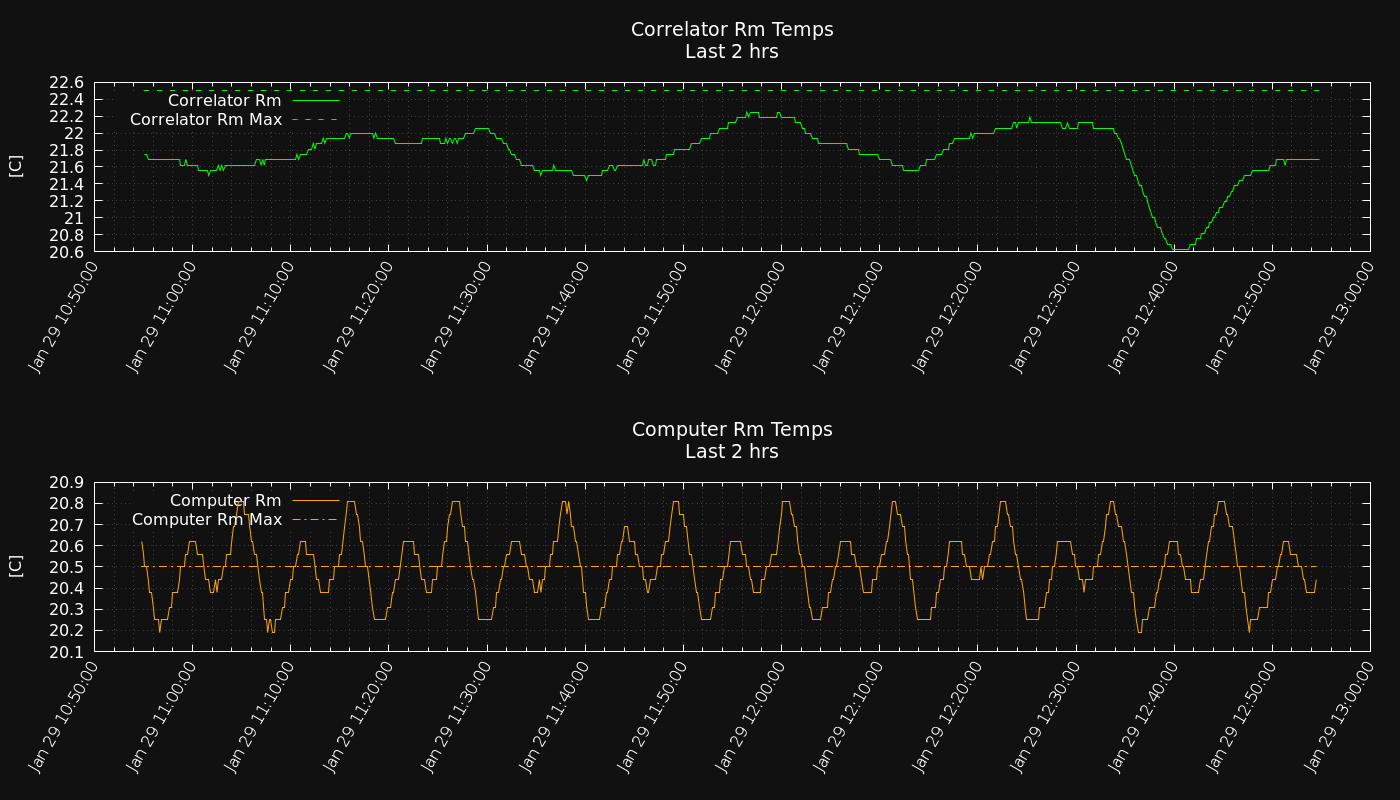 Correlator Rm Temps
Last 2 hrs
22.6
22.4
22.2
22
21.8
21.6
21.4
21.2
21
20.8
20.6
[C]
Correlator Rm
Correlator Rm Max
Jan 29 10:50:00
Jan 29 11:00:00
Jan 29 11:10:00
Jan 29 11:20:00
Jan 29 11:30:00
Jan 29 11:40:00
Jan 29 11:50:00
Jan 29 12:00:00
Jan 29 12:10:00
Jan 29 12:20:00
Jan 29 12:30:00
Jan 29 12:40:00
Jan 29 12:50:00
Jan 29 13:00:00
Computer Rm Temps
Last 2 hrs
20.9
20.8
20.7
20.6
20.5
20.4
20.3
20.2
20.1
[C]
Computer Rm
Computer Rm Max
Jan 29 10:50:00
Jan 29 11:00:00
Jan 29 11:10:00
Jan 29 11:20:00
Jan 29 11:30:00
Jan 29 11:40:00
Jan 29 11:50:00
Jan 29 12:00:00
Jan 29 12:10:00
Jan 29 12:20:00
Jan 29 12:30:00
Jan 29 12:40:00
Jan 29 12:50:00
Jan 29 13:00:00